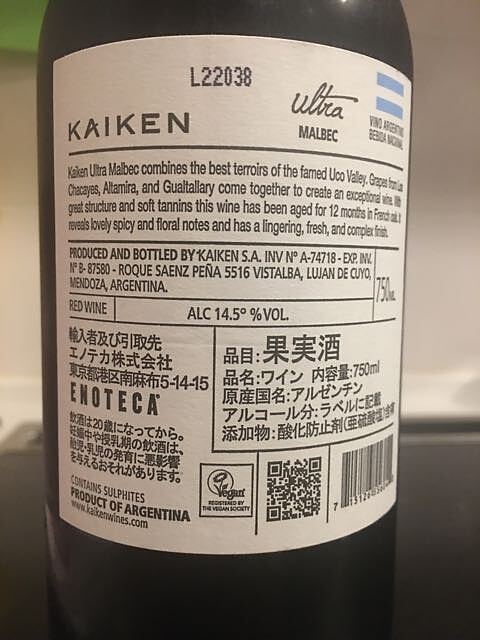 L22038
KAIKEN
ultra
MALBEC
VINO ARGENTINO
BEBIDA NACIONAL
Kaiken Ultra Malbec combines the best terroirs of the famed Uco Valley. Grapes from Los
Chacayes, Altamira, and Gualtallary come together to create an exceptional wine. With
great structure and soft tannins this wine has been aged for 12 months in French oak. It
reveals lovely spicy and floral notes and has a lingering, fresh, and complex finish.
PRODUCED AND BOTTLED BY KAIKEN S.A. INV N° A-74718 - EXP. INV.
N° B- 87580 - ROQUE SAENZ PEÑA 5516 VISTALBA, LUJAN DE CUYO,
MENDOZA, ARGENTINA.
750ml
RED WINE
ALC 14.5° % VOL.
輸入者及び引取先
エノテカ株式会社
東京都港区南麻布5-14-15
ENOTECA
飲酒は20歳になってから。
妊娠中や授乳期の飲酒は、
胎児・乳児の発育に悪影響
を与えるおそれがあります。
CONTAINS SULPHITES
PRODUCT OF ARGENTINA
www.kaikenwines.com
品目:果実酒
品名:ワイン 内容量:750ml
原産国名:アルゼンチン
アルコール分:ラベルに記載
添加物:酸化防止剤(亜硫酸塩)含有
Vegan
REGISTERED BY
THE VEGAN SOCIETY